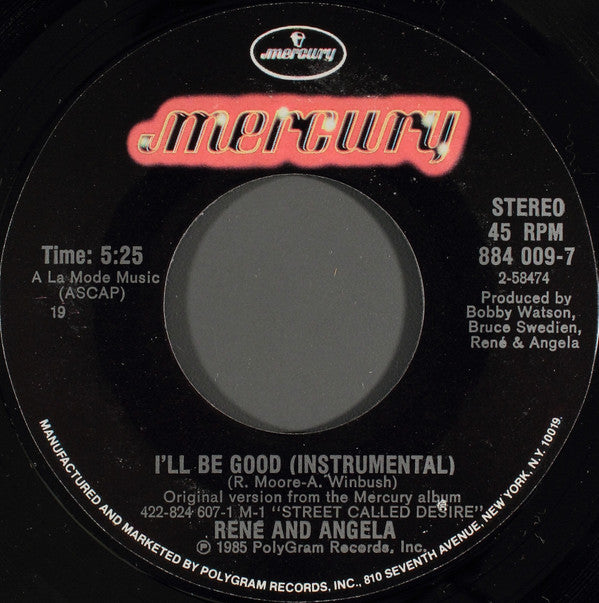 mercury
mercury
STEREO
45 RPM
884 009-7
2-58474
Produced by
Bobby Watson,
Bruce Swedien,
René & Angela
Time: 5:25
A La Mode Music
(ASCAP)
19
I'LL BE GOOD (INSTRUMENTAL)
(R. Moore-A. Winbush)
Original version from the Mercury album
422-824 607-1 M-1 "STREET CALLED DESIRE"
RENÉ AND ANGELA
℗ 1985 PolyGram Records, Inc.
MANUFACTURED AND MARKETED BY POLYGRAM RECORDS, INC., 810 SEVENTH AVENUE, NEW YORK, N.Y. 10019.